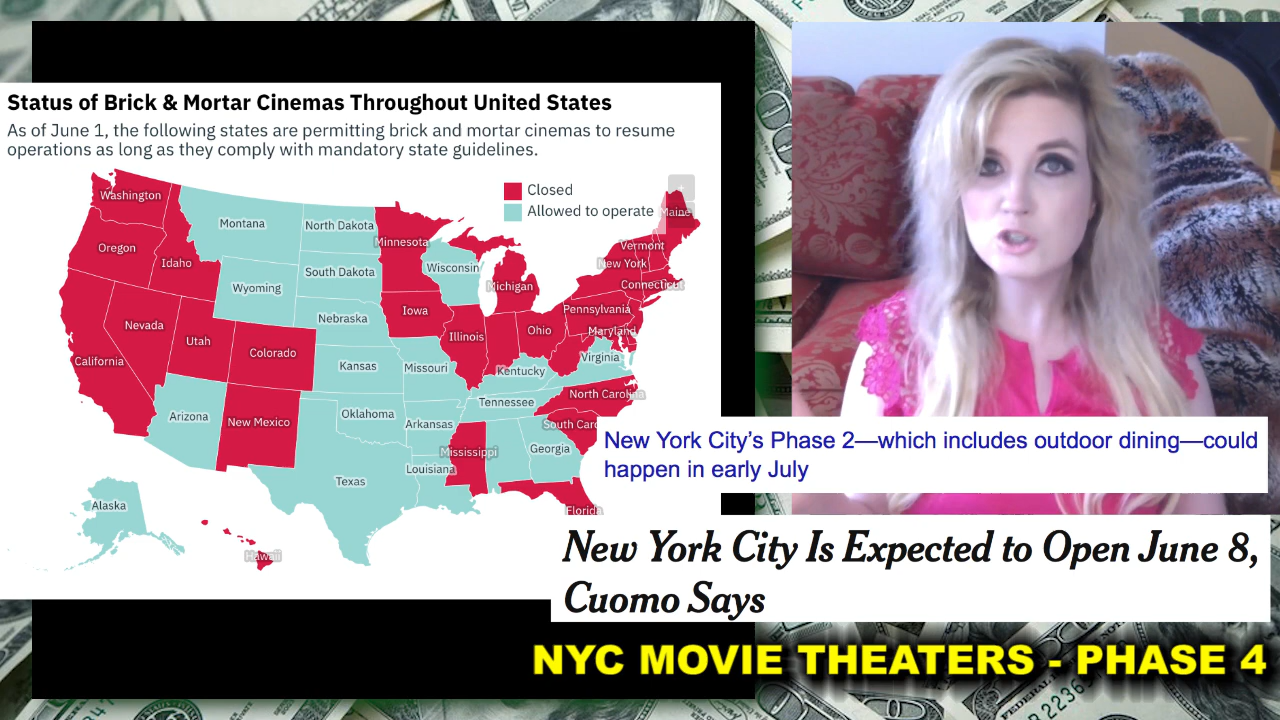 Status of Brick & Mortar Cinemas Throughout United States
As of June 1, the following states are permitting brick and mortar cinemas to resume
operations as long as they comply with mandatory state guidelines.
Closed
Allowed to operate
Washington
Montana
North Dakota
Minnesota
Maine
Oregon
Idaho
Wyoming
South Dakota
Wisconsin
Michigan
Vermont
New York
Connecticut
Nevada
Utah
Colorado
Nebraska
Iowa
Illinois
Ohio
Pennsylvania
Maryland
California
Kansas
Missouri
Kentucky
Virginia
Arizona
New Mexico
Oklahoma
Arkansas
Tennessee
North Carolina
South Caro
Texas
Louisiana
Mississippi
Georgia
Florida
Alaska
Hawaii
New York City's Phase 2—which includes outdoor dining—could
happen in early July
New York City Is Expected to Open June 8,
Cuomo Says
NYC MOVIE THEATERS - PHASE 4